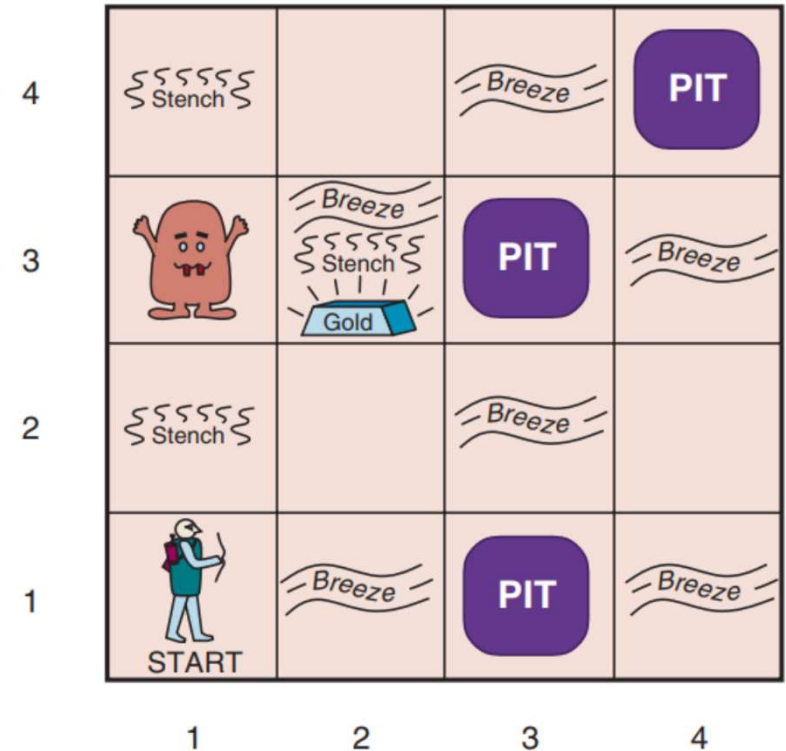 4
Stench
Breeze
PIT
3
Breeze
Stench
Gold
PIT
Breeze
2
Stench
Breeze
1
START
Breeze
PIT
Breeze
1 2 3 4